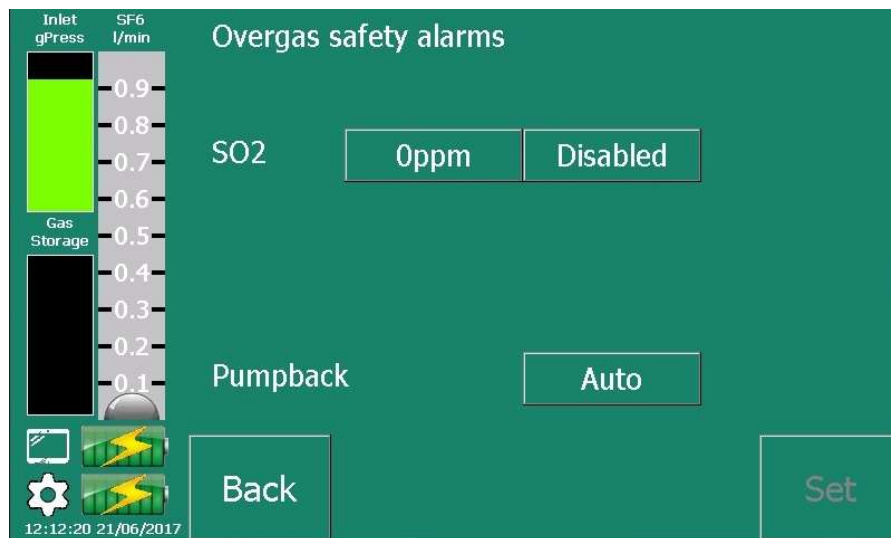 Inlet SF6
gPress l/min
Overgas safety alarms
0.9
0.8
SO2 0ppm Disabled
0.7
0.6
Gas
Storage
0.5
0.4
0.3
0.2
Pumpback Auto
0.1
Back Set
12:12:20 21/06/2017